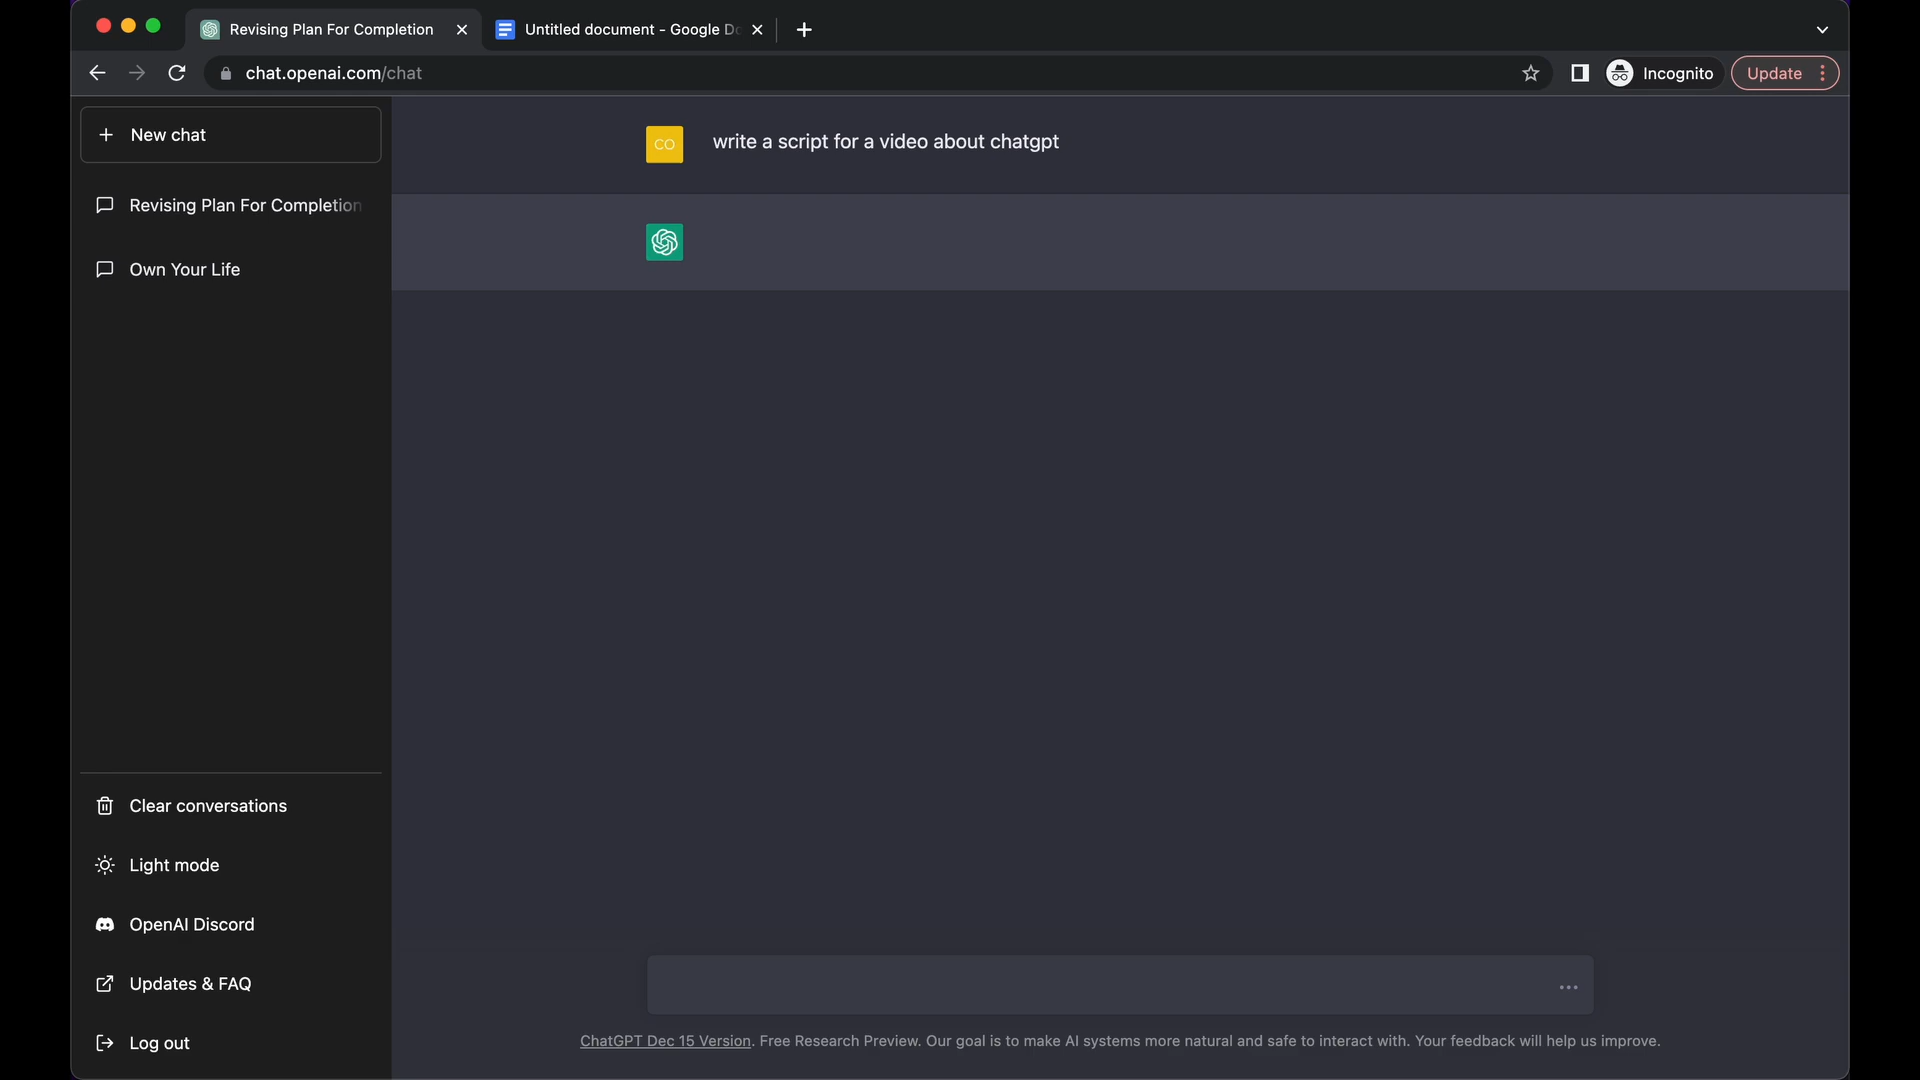 Revising Plan For Completion
Untitled document - Google Do
chat.openai.com/chat
Incognito
Update
New chat
Revising Plan For Completion
Own Your Life
CO
write a script for a video about chatgpt
Clear conversations
Light mode
OpenAI Discord
Updates & FAQ
Log out
ChatGPT Dec 15 Version. Free Research Preview. Our goal is to make AI systems more natural and safe to interact with. Your feedback will help us improve.